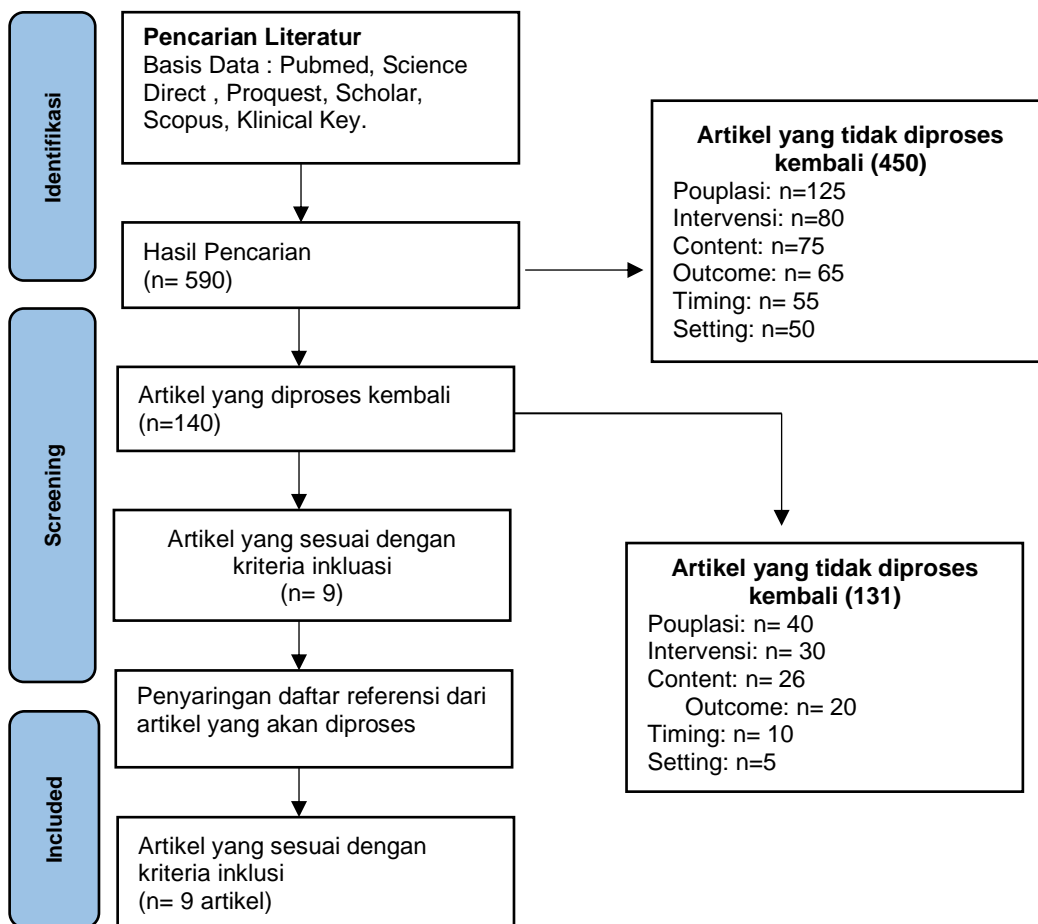 Identifikasi
Pencarian Literatur
Basis Data : Pubmed, Science
Direct , Proquest, Scholar,
Scopus, Klinical Key.
Hasil Pencarian
(n= 590)
Artikel yang tidak diproses
kembali (450)
Pouplasi: n=125
Intervensi: n=80
Content: n=75
Outcome: n= 65
Timing: n= 55
Setting: n=50
Screening
Artikel yang diproses kembali
(n=140)
Artikel yang sesuai dengan
kriteria inkluasi
(n= 9)
Artikel yang tidak diproses
kembali (131)
Pouplasi: n= 40
Intervensi: n= 30
Content: n= 26
Outcome: n= 20
Timing: n= 10
Setting: n=5
Penyaringan daftar referensi dari
artikel yang akan diproses
Included
Artikel yang sesuai dengan
kriteria inklusi
(n= 9 artikel)